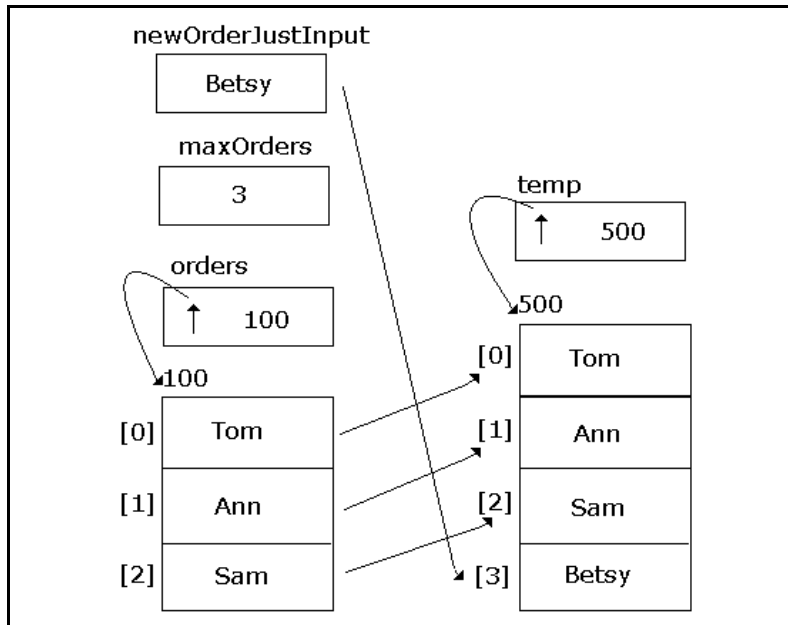 newOrderJustInput
Betsy
maxOrders
3
orders
↑ 100
100
[0] Tom
[1] Ann
[2] Sam
temp
↑ 500
500
[0] Tom
[1] Ann
[2] Sam
[3] Betsy